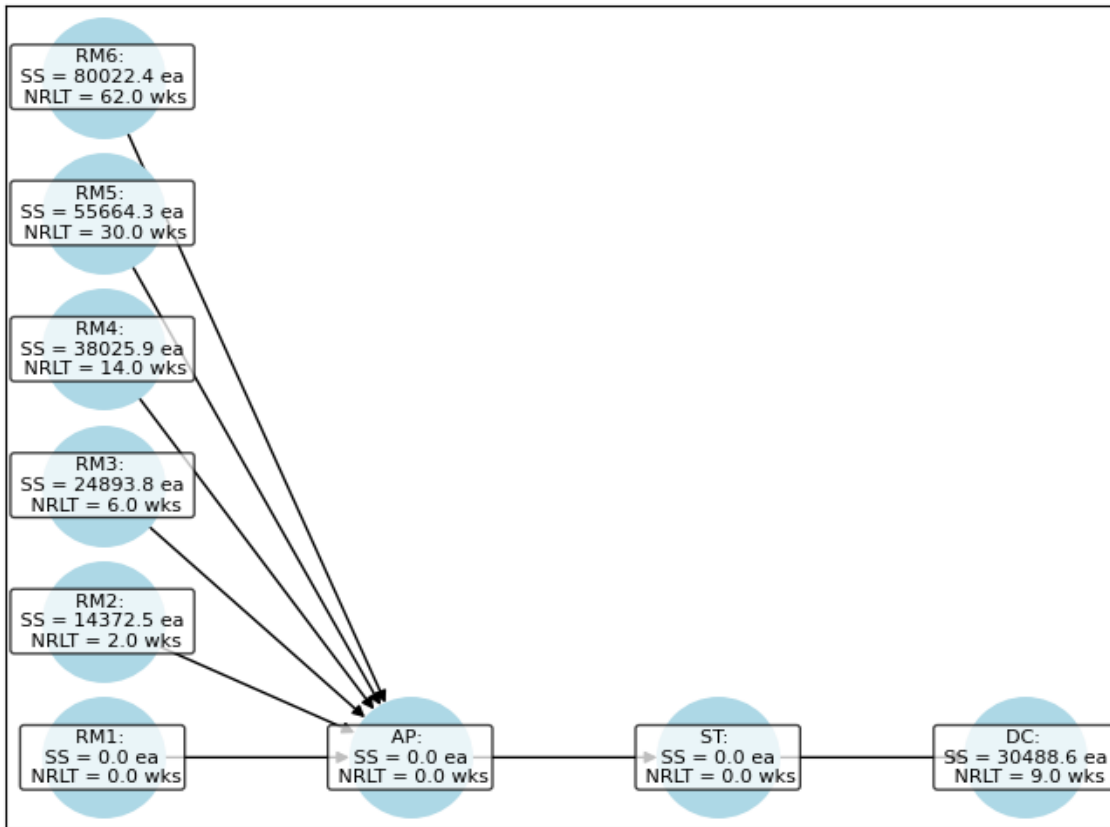 RM6:
SS = 80022.4 ea
NRLT = 62.0 wks
RM5:
SS = 55664.3 ea
NRLT = 30.0 wks
RM4:
SS = 38025.9 ea
NRLT = 14.0 wks
RM3:
SS = 24893.8 ea
NRLT = 6.0 wks
RM2:
SS = 14372.5 ea
NRLT = 2.0 wks
RM1:
SS = 0.0 ea
NRLT = 0.0 wks
AP:
SS = 0.0 ea
NRLT = 0.0 wks
ST:
SS = 0.0 ea
NRLT = 0.0 wks
DC:
SS = 30488.6 ea
NRLT = 9.0 wks